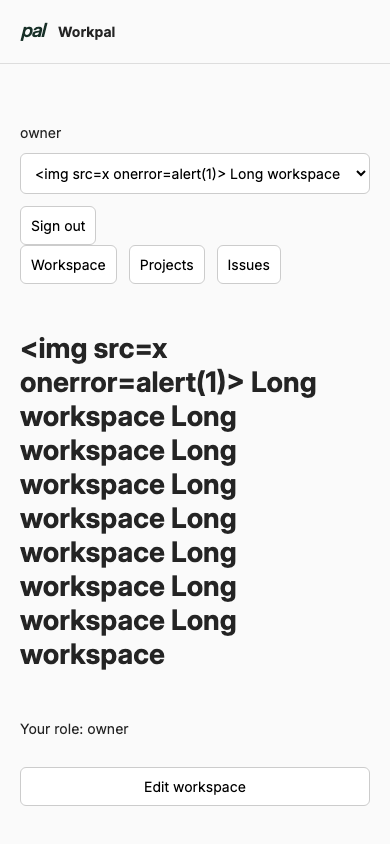 pal Workpal
owner
<img src=x onerror=alert(1)> Long workspace
Sign out
Workspace Projects Issues
<img src=x
onerror=alert(1)> Long
workspace Long
workspace Long
workspace Long
workspace Long
workspace Long
workspace Long
workspace Long
workspace
Your role: owner
Edit workspace